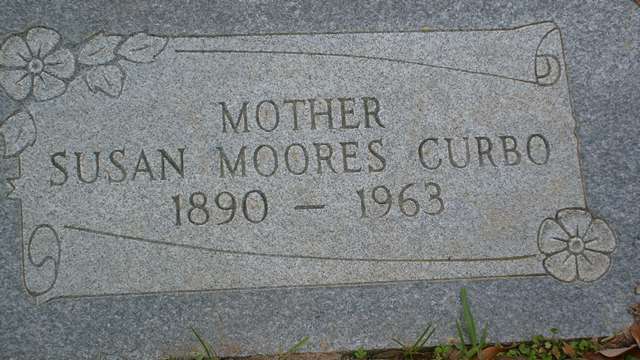 MOTHER
SUSAN MOORES CURBO
1890 — 1963